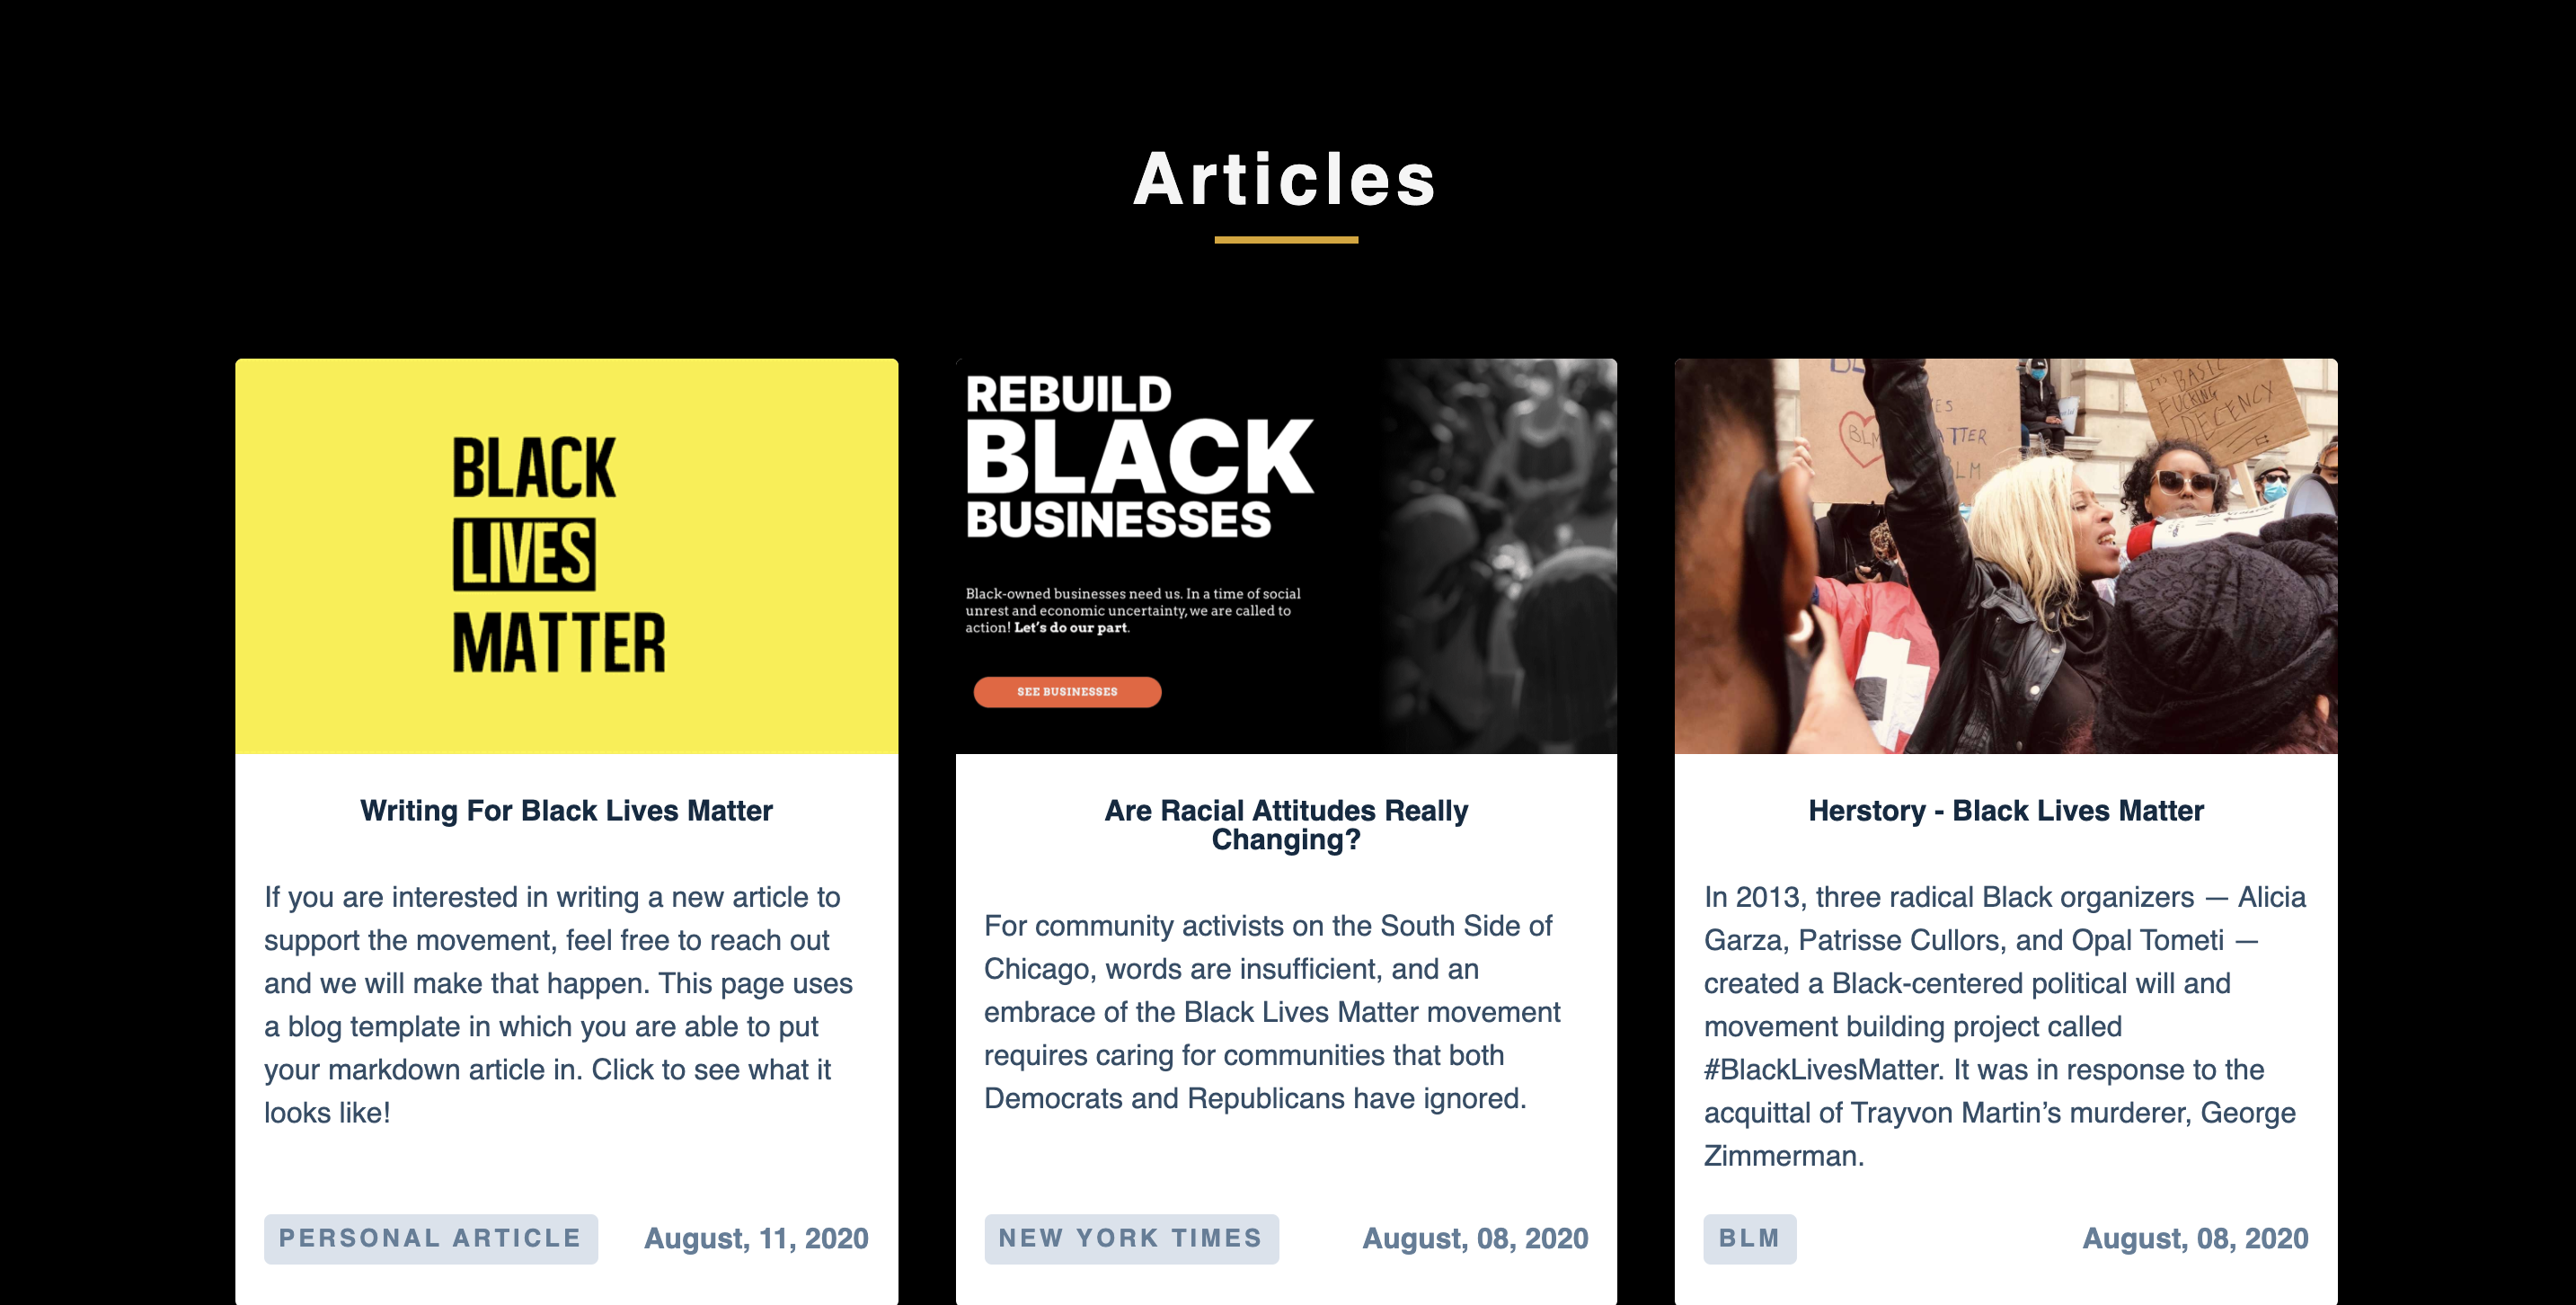 Articles
BLACK
LIVES
MATTER
Writing For Black Lives Matter
If you are interested in writing a new article to
support the movement, feel free to reach out
and we will make that happen. This page uses
a blog template in which you are able to put
your markdown article in. Click to see what it
looks like!
PERSONAL ARTICLE
August, 11, 2020
REBUILD
BLACK
BUSINESSES
Black-owned businesses need us. In a time of social
unrest and economic uncertainty, we are called to
action! Let's do our part.
SEE BUSINESSES
Are Racial Attitudes Really
Changing?
For community activists on the South Side of
Chicago, words are insufficient, and an
embrace of the Black Lives Matter movement
requires caring for communities that both
Democrats and Republicans have ignored.
NEW YORK TIMES
August, 08, 2020
BLM
IT'S BASIC
FUCKING
DECENCY
Herstory - Black Lives Matter
In 2013, three radical Black organizers — Alicia
Garza, Patrisse Cullors, and Opal Tometi —
created a Black-centered political will and
movement building project called
#BlackLivesMatter. It was in response to the
acquittal of Trayvon Martin’s murderer, George
Zimmerman.
BLM
August, 08, 2020